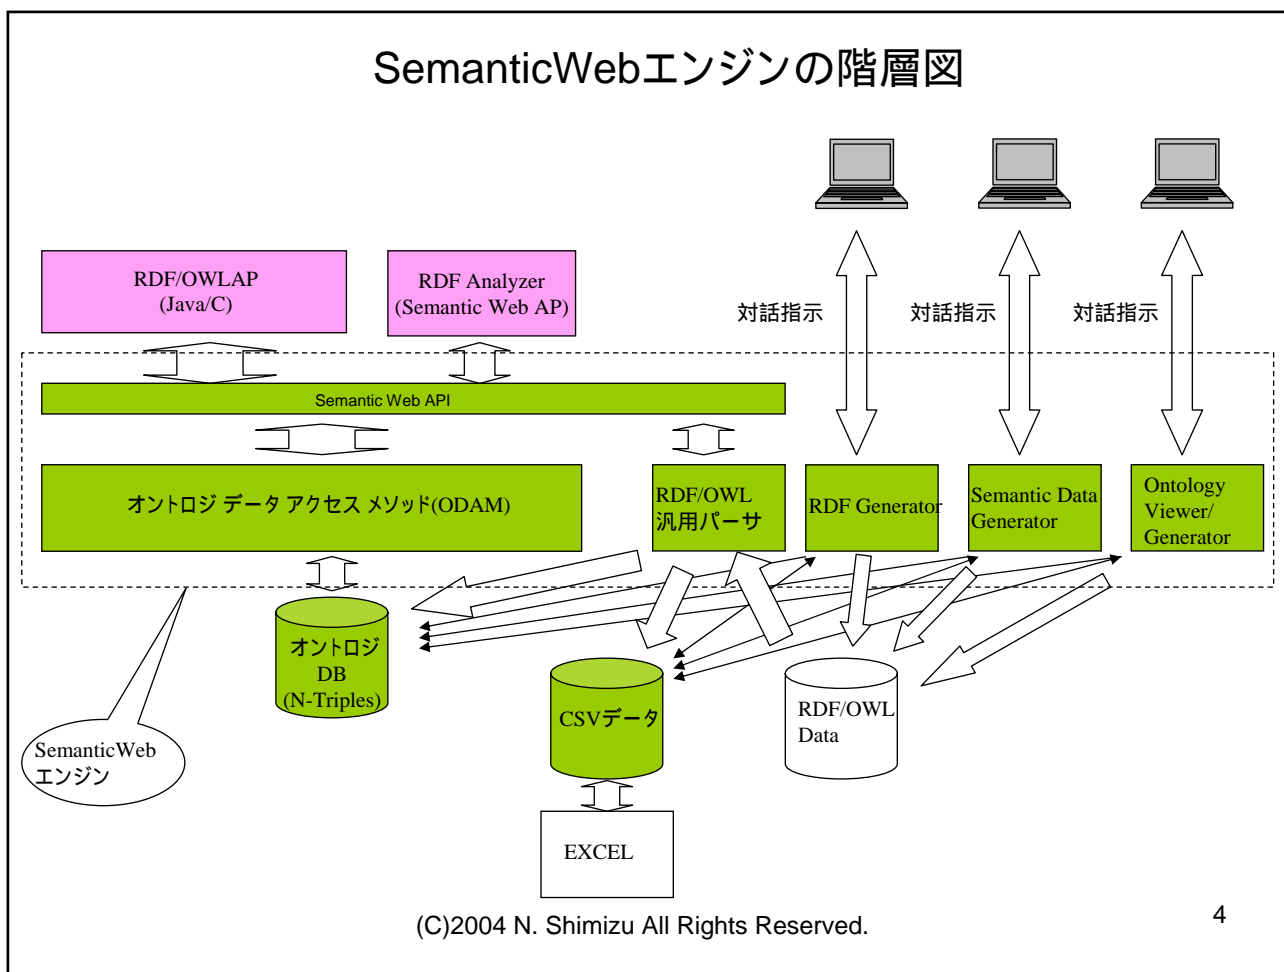 SemanticWebエンジンの階層図
RDF/OWLAP
(Java/C)
RDF Analyzer
(Semantic Web AP)
対話指示
対話指示
対話指示
Semantic Web API
オントロジ データ アクセス メソッド(ODAM)
RDF/OWL
汎用パーサ
RDF Generator
Semantic Data
Generator
Ontology
Viewer/
Generator
オントロジ
DB
(N-Triples)
CSVデータ
RDF/OWL
Data
SemanticWeb
エンジン
EXCEL
(C)2004 N. Shimizu All Rights Reserved.
4